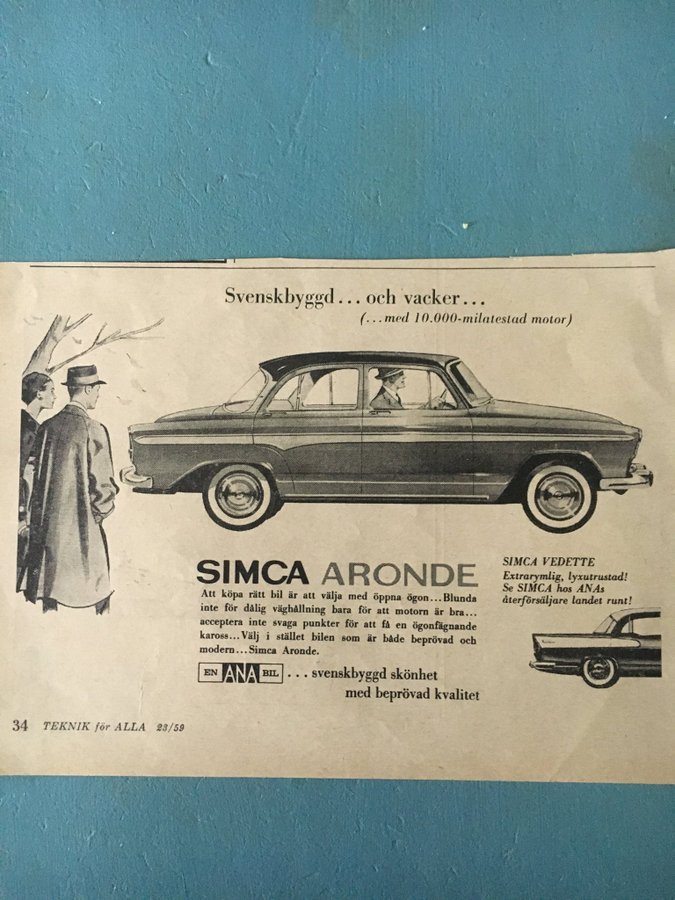 Svenskbyggd... och vacker...
(...med 10.000-milatestad motor)
SIMCA ARONDE
Att köpa rätt bil är att välja med öppna ögon...Blunda
inte för dålig väghållning bara för att motorn är bra...
acceptera inte svaga punkter för att få en ögonfägnande
kaross...Välj i stället bilen som är både beprövad och
modern...Simca Aronde.
EN ANA BIL ...svenskbyggd skönhet
med beprövad kvalitet
SIMCA VEDETTE
Extrarymlig, lyxutrustad!
Se SIMCA hos ANAs
återförsäljare landet runt!
34 TEKNIK för ALLA 23/59